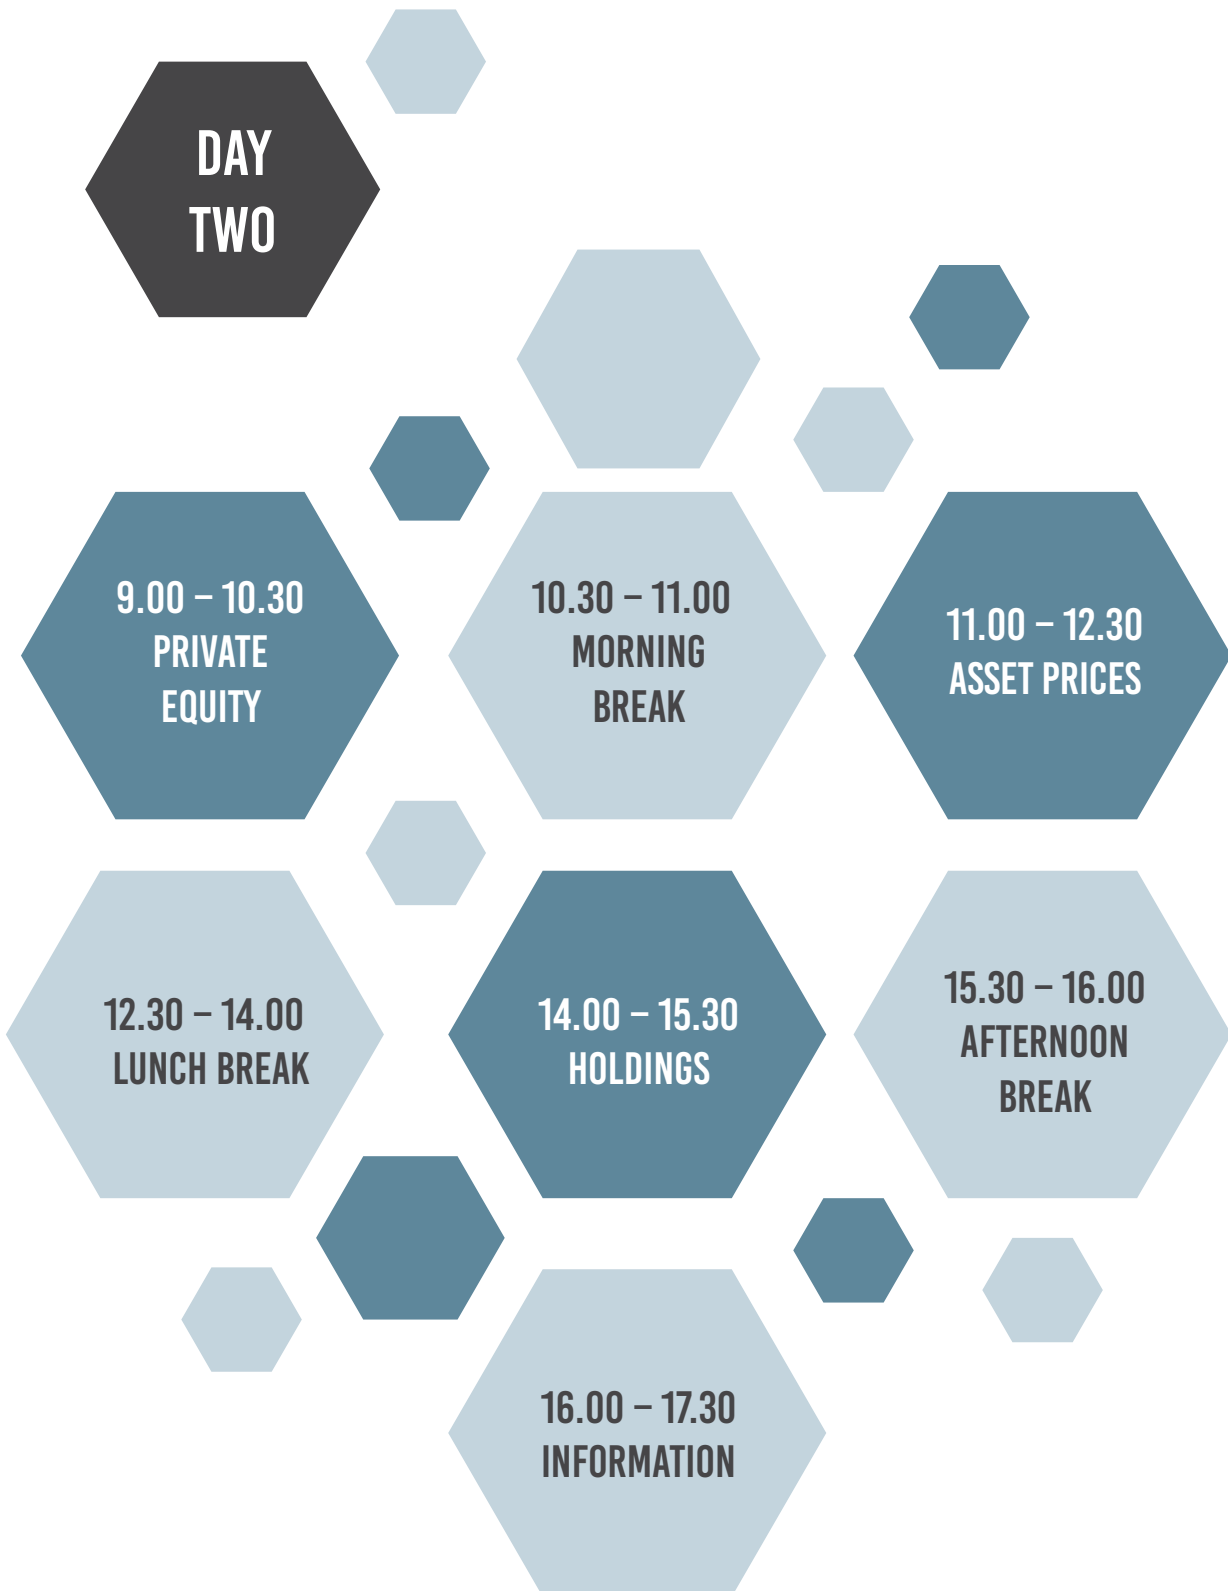 DAY
TWO
9.00 – 10.30
PRIVATE
EQUITY
10.30 – 11.00
MORNING
BREAK
11.00 – 12.30
ASSET PRICES
12.30 – 14.00
LUNCH BREAK
14.00 – 15.30
HOLDINGS
15.30 – 16.00
AFTERNOON
BREAK
16.00 – 17.30
INFORMATION